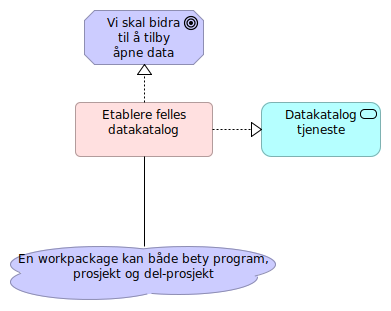 Vi skal bidra
til å tilby
åpne data
Etablere felles
datakatalog
Datakatalog
tjeneste
En workpackage kan både bety program,
prosjekt og del-prosjekt